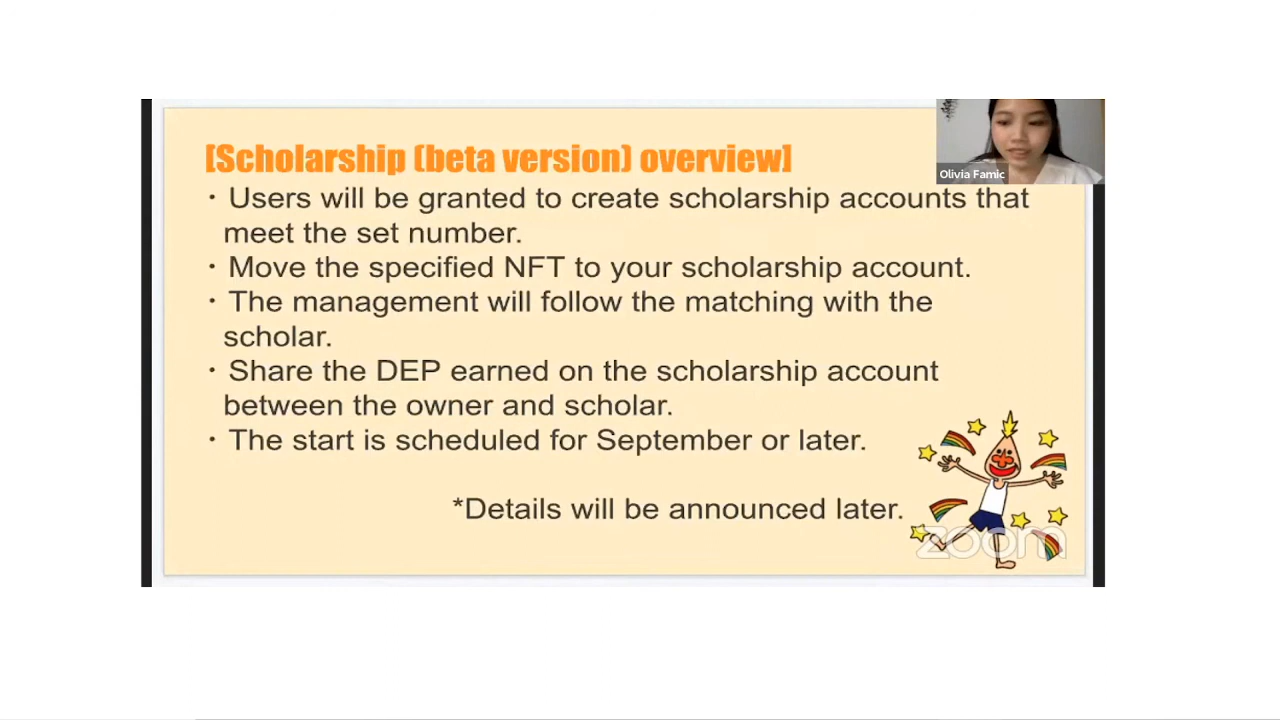 [Scholarship (beta version) overview]
Olivia Famic
・Users will be granted to create scholarship accounts that
meet the set number.
・Move the specified NFT to your scholarship account.
・The management will follow the matching with the
scholar.
・Share the DEP earned on the scholarship account
between the owner and scholar.
・The start is scheduled for September or later.
*Details will be announced later.
zoom